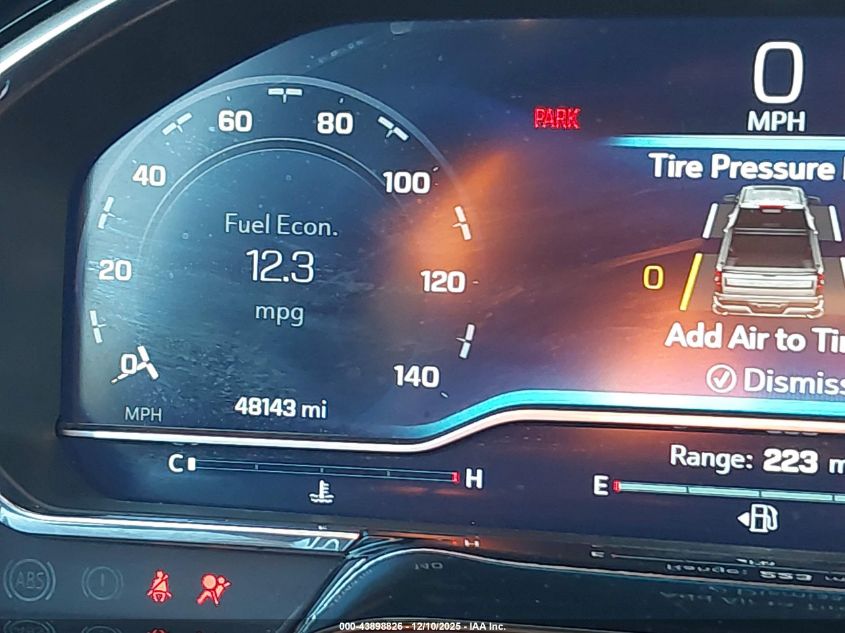 0
MPH
PARK
Tire Pressure
0
Add Air to
Dismiss
60
80
40
100
20
120
0
140
Fuel Econ.
12.3
mpg
MPH
48143 mi
C
H
Range: 223
E
ABS
000-43898826 - 12/10/2025 - IAA Inc.